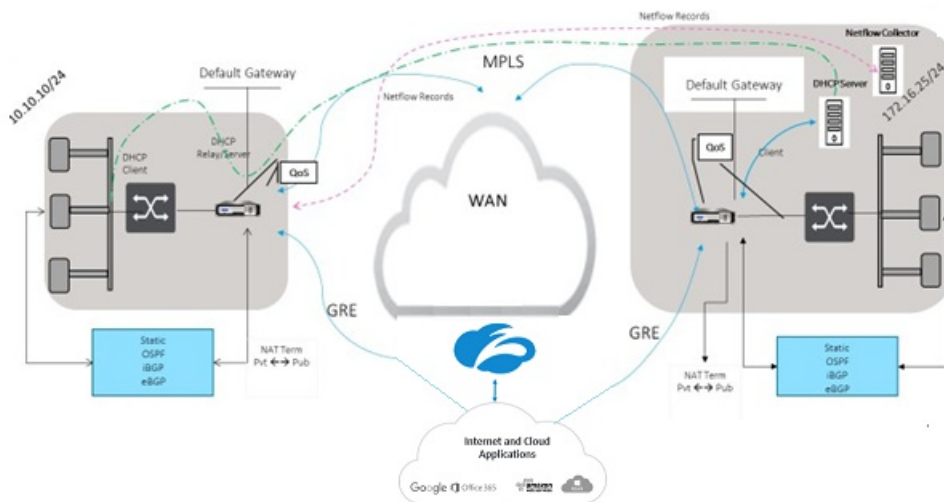 Netflow Records
Netflow Collector
MPLS
10.10.10/24
Default Gateway
Netflow Records
Default Gateway
DHCP Server
172.16.25/24
DHCP
Relay/Server
DHCP
Client
QoS
QoS
Client
WAN
GRE
GRE
Static
OSPF
iBGP
eBGP
NAT Term
Pvt ←→ Pub
NAT Term
Pvt ←→ Pub
Static
OSPF
iBGP
eBGP
Internet and Cloud
Applications
Google Office 365
amazon